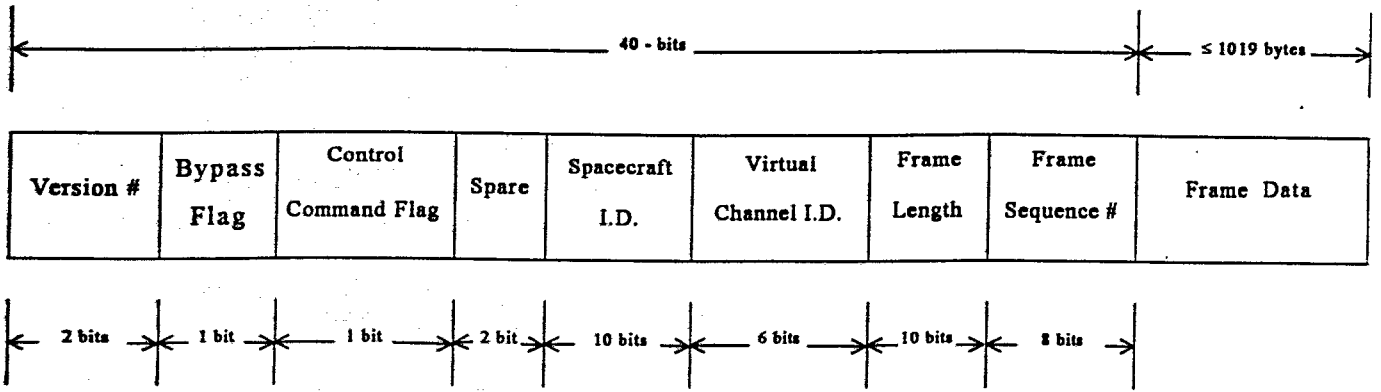 40 - bits
≤ 1019 bytes
Version #
Bypass
Flag
Control
Command Flag
Spare
Spacecraft
I.D.
Virtual
Channel I.D.
Frame
Length
Frame
Sequence #
Frame Data
2 bits
1 bit
1 bit
2 bit
10 bits
6 bits
10 bits
8 bits